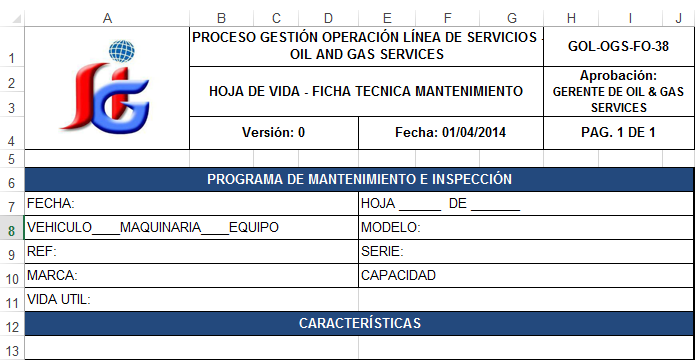 A B C D E F G H I J
1 PROCESO GESTIÓN OPERACIÓN LÍNEA DE SERVICIOS -
OIL AND GAS SERVICES
GOL-OGS-FO-38
2 HOJA DE VIDA - FICHA TECNICA MANTENIMIENTO
Aprobación:
3 GERENTE DE OIL & GAS
SERVICES
4 Versión: 0 Fecha: 01/04/2014 PAG. 1 DE 1
5
6 PROGRAMA DE MANTENIMIENTO E INSPECCIÓN
7 FECHA: HOJA ______ DE _______
8 VEHICULO____MAQUINARIA____EQUIPO MODELO:
9 REF: SERIE:
10 MARCA: CAPACIDAD
11 VIDA UTIL:
12 CARACTERÍSTICAS
13